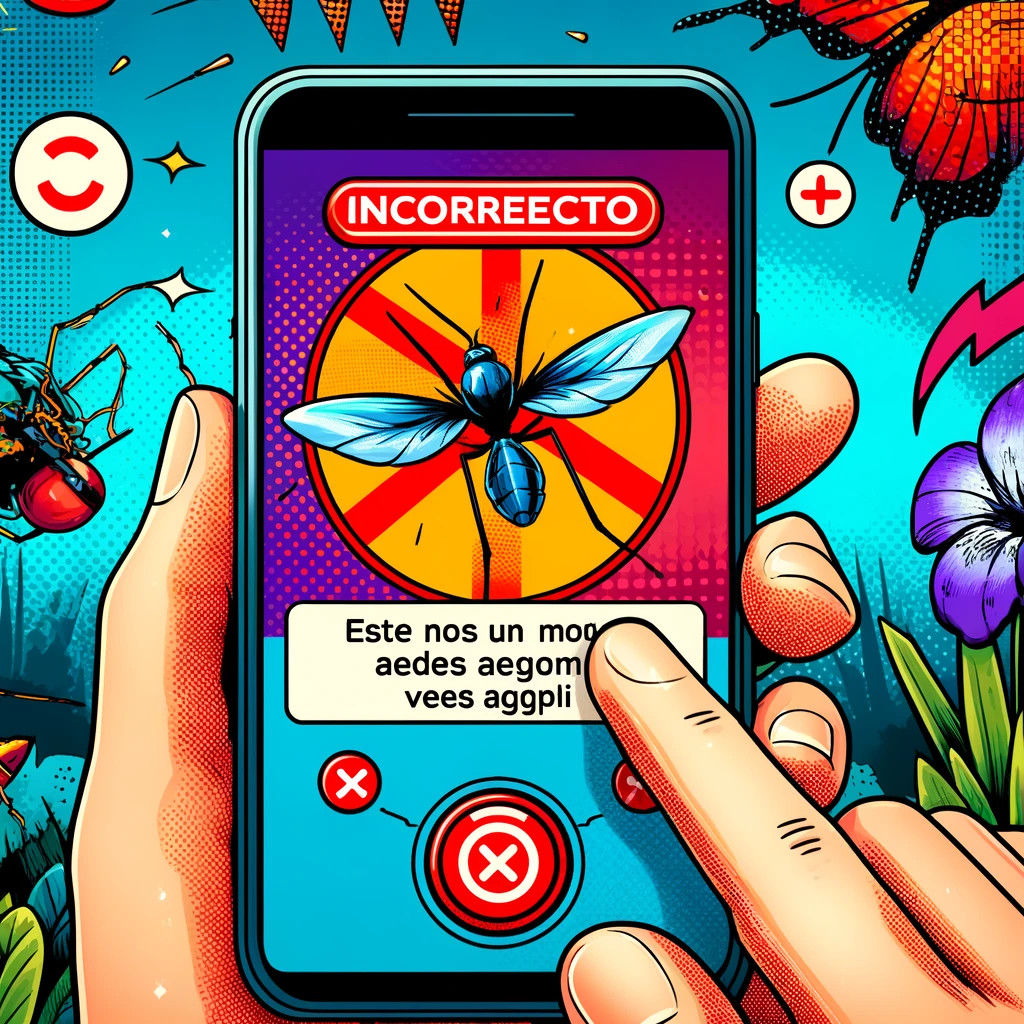 INCORREECTO
Este nos un
aedes aegom
vees aggpli